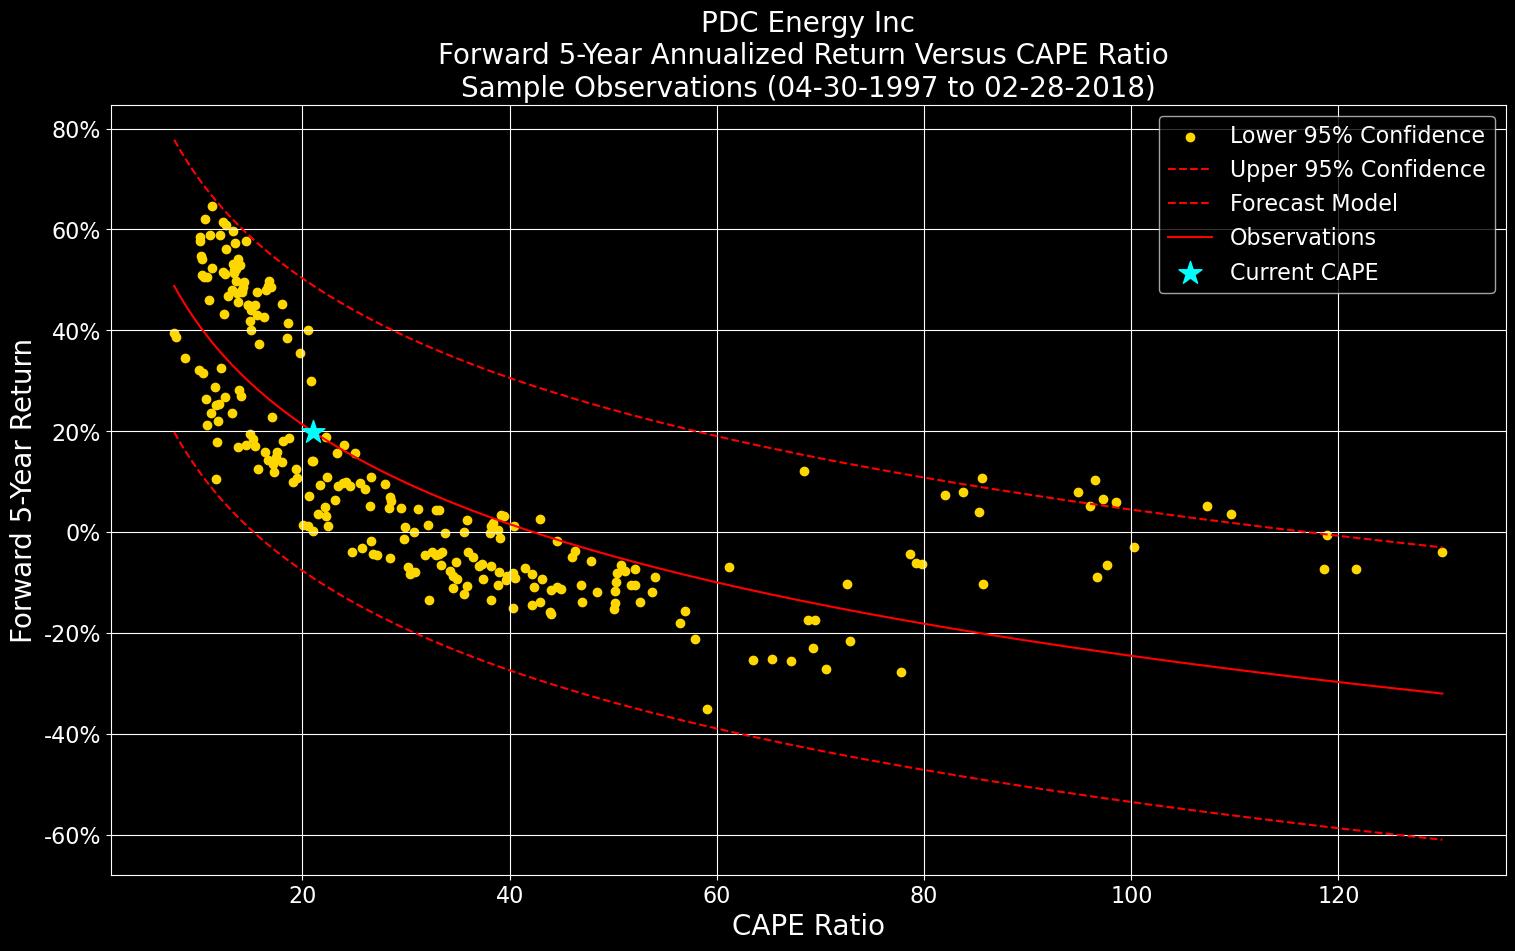 PDC Energy Inc
Forward 5-Year Annualized Return Versus CAPE Ratio
Sample Observations (04-30-1997 to 02-28-2018)
Lower 95% Confidence
Upper 95% Confidence
Forecast Model
Observations
Current CAPE
Forward 5-Year Return
80%
60%
40%
20%
0%
-20%
-40%
-60%
20 40 60 80 100 120
CAPE Ratio